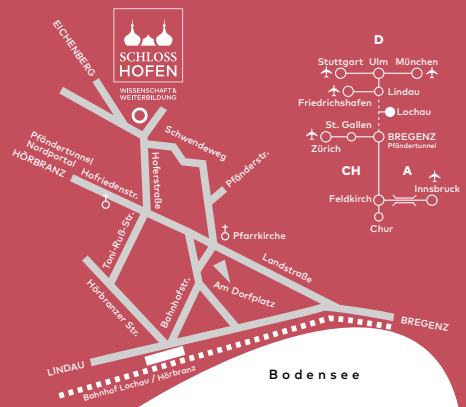 SCHLOSS
HOFEN
WISSENSCHAFT &
WEITERBILDUNG
EICHENBERG
Pfändertunnel
Nordportal
HÖRBRANZ
Hofriedenstr.
Hoferstraße
Schwendeweg
Pfänderstr.
Pfarrkirche
Toni-Ruß-Str.
Hörbranzer Str.
Bahnhofstr.
Am Dorfplatz
Landstraße
LINDAU
Bahnhof Lochau / Hörbranz
BREGENZ
Bodensee
D
Stuttgart Ulm München
Lindau
Friedrichshafen
Lochau
St. Gallen
BREGENZ
Pfändertunnel
Zürich
CH A
Innsbruck
Feldkirch
Chur